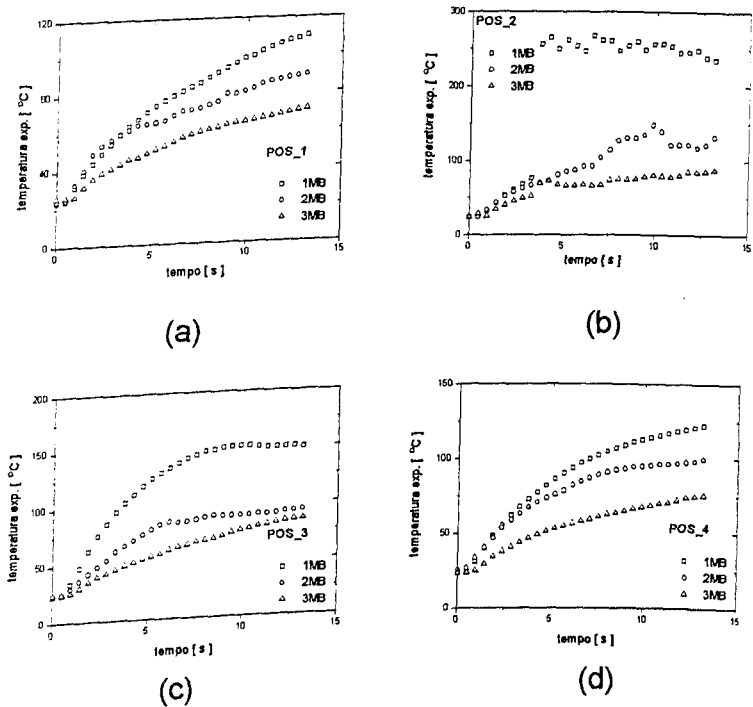 120
80
40
0
temperatura exp. [ °C]
POS_1
1MB
2MB
3MB
0
5
10
15
tempo [ s ]
(a)
300
250
100
50
0
temperatura exp. [ °C]
POS_2
1MB
2MB
3MB
0
5
10
15
tempo [ s ]
(b)
200
150
100
50
0
temperatura exp. [ °C]
POS_3
1MB
2MB
3MB
0
5
10
15
tempo [ s ]
(c)
150
100
50
0
temperatura exp. [ °C]
POS_4
1MB
2MB
3MB
0
5
10
15
tempo [ s ]
(d)